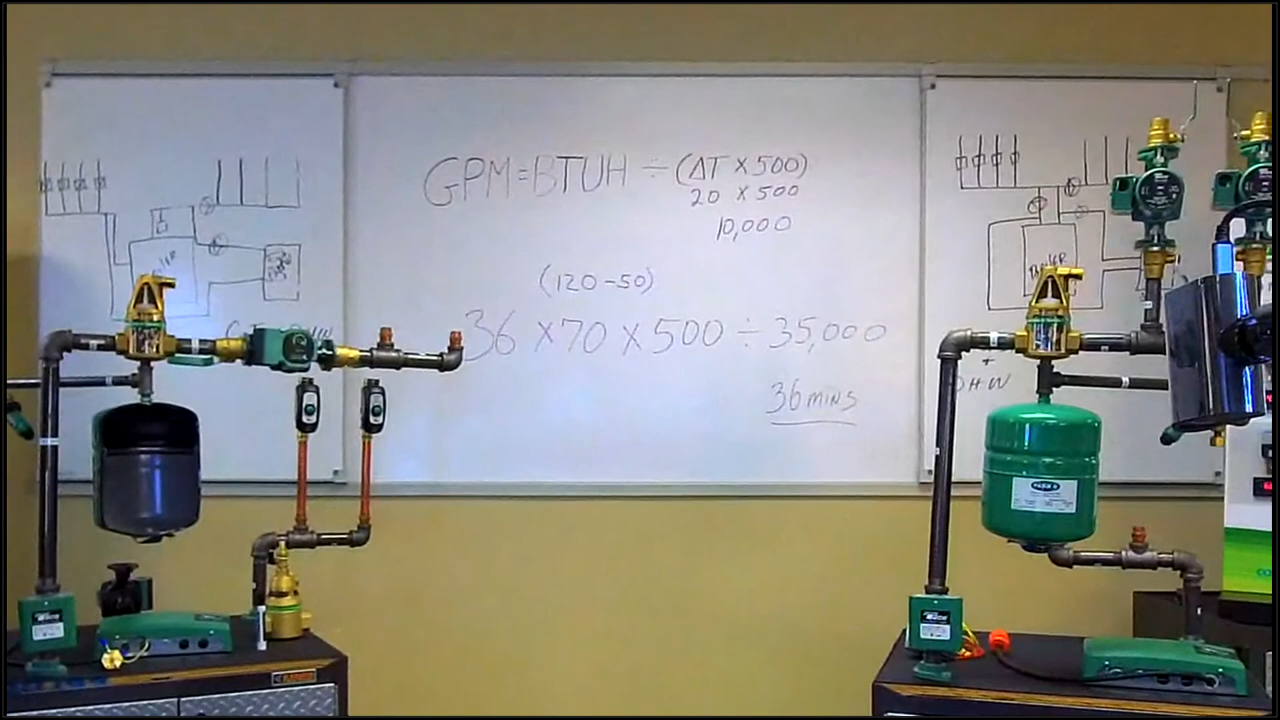 GPM=BTUH ÷ (ΔT X 500)
20 X 500
10,000
(120-50)
36 X 70 X 500 ÷ 35,000
36 MINS
BoilER
+
DHW